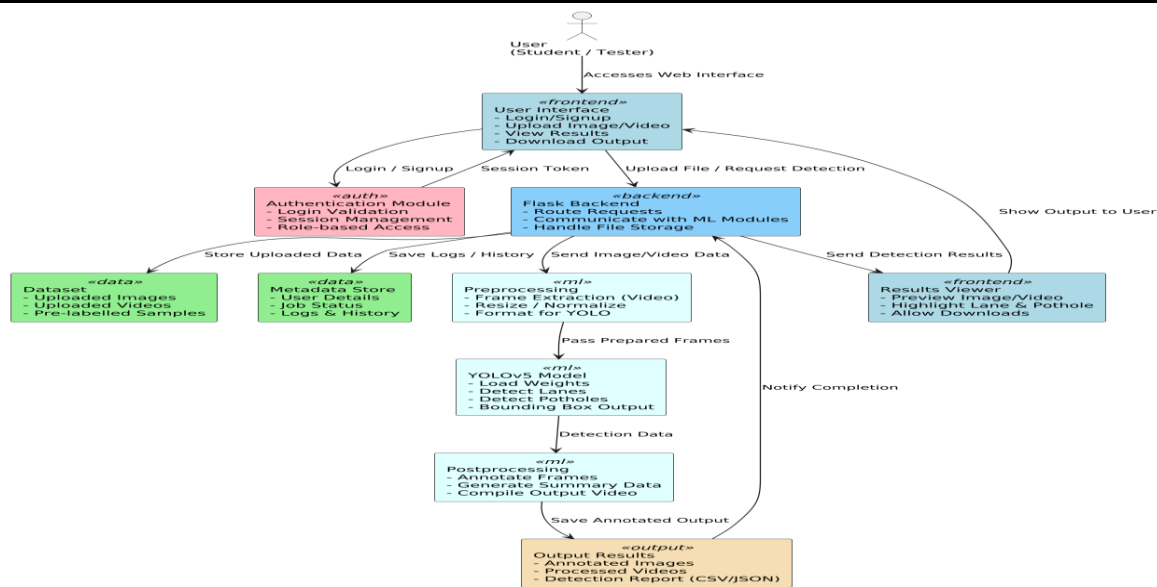 User
(Student / Tester)
Accesses Web Interface
«frontend»
User Interface
- Login/Signup
- Upload Image/Video
- View Results
- Download Output
Login / Signup
Session Token
Upload File / Request Detection
«auth»
Authentication Module
- Login Validation
- Session Management
- Role-based Access
«backend»
Flask Backend
- Route Requests
- Communicate with ML Modules
- Handle File Storage
Show Output to User
Store Uploaded Data
Save Logs / History
Send Image/Video Data
Send Detection Results
«data»
Dataset
- Uploaded Images
- Uploaded Videos
- Pre-labelled Samples
«data»
Metadata Store
- User Details
- Job Status
- Logs & History
«ml»
Preprocessing
- Frame Extraction (Video)
- Resize / Normalize
- Format for YOLO
«frontend»
Results Viewer
- Preview Image/Video
- Highlight Lane & Pothole
- Allow Downloads
Pass Prepared Frames
«ml»
YOLOv5 Model
- Load Weights
- Detect Lanes
- Detect Potholes
- Bounding Box Output
Notify Completion
Detection Data
«ml»
Postprocessing
- Annotate Frames
- Generate Summary Data
- Compile Output Video
Save Annotated Output
«output»
Output Results
- Annotated Images
- Processed Videos
- Detection Report (CSV/JSON)